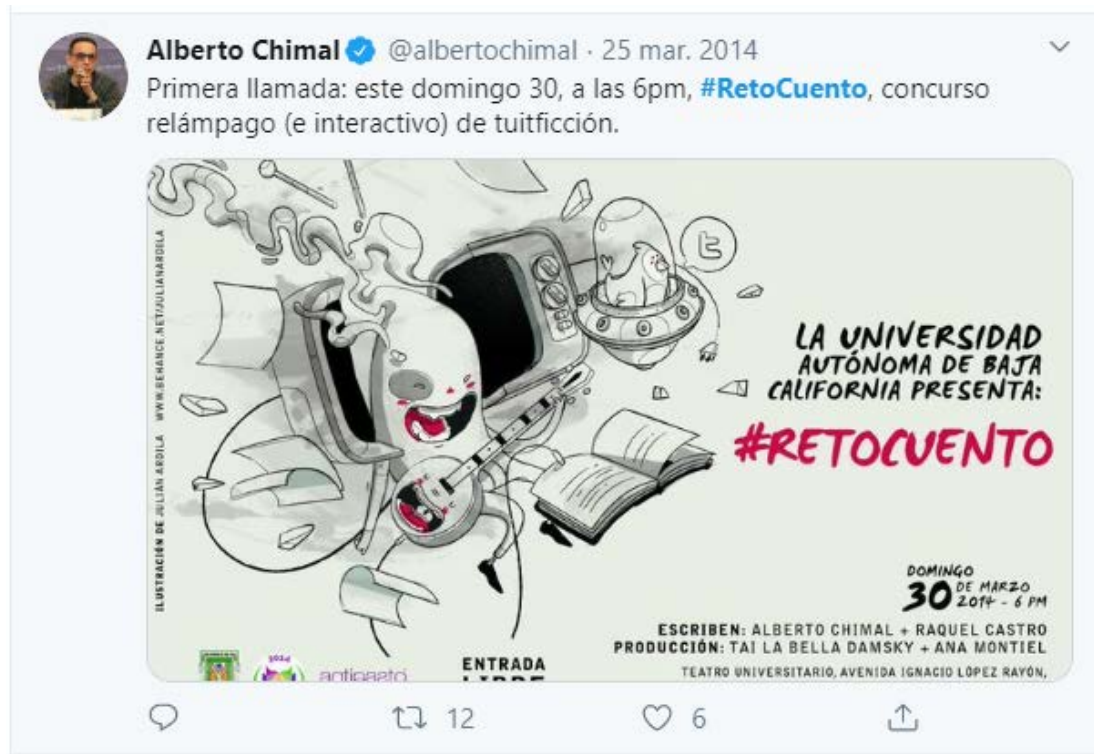 Alberto Chimal @albertochimal · 25 mar. 2014
Primera llamada: este domingo 30, a las 6pm, #RetoCuento, concurso
relámpago (e interactivo) de tuitficción.
ILUSTRACIÓN DE JULIÁN ARDILA WWW.BEHANCE.NET/JULIANARDELA
LA UNIVERSIDAD
AUTÓNOMA DE BAJA
CALIFORNIA PRESENTA:
#RETOCUENTO
DOMINGO
30 DE MARZO
2014 - 6 PM
ESCRIBEN: ALBERTO CHIMAL + RAQUEL CASTRO
PRODUCCIÓN: TAI LA BELLA DAMSKY + ANA MONTIEL
TEATRO UNIVERSITARIO, AVENIDA IGNACIO LÓPEZ RAYÓN,
ENTRADA
LIBRE
12
6